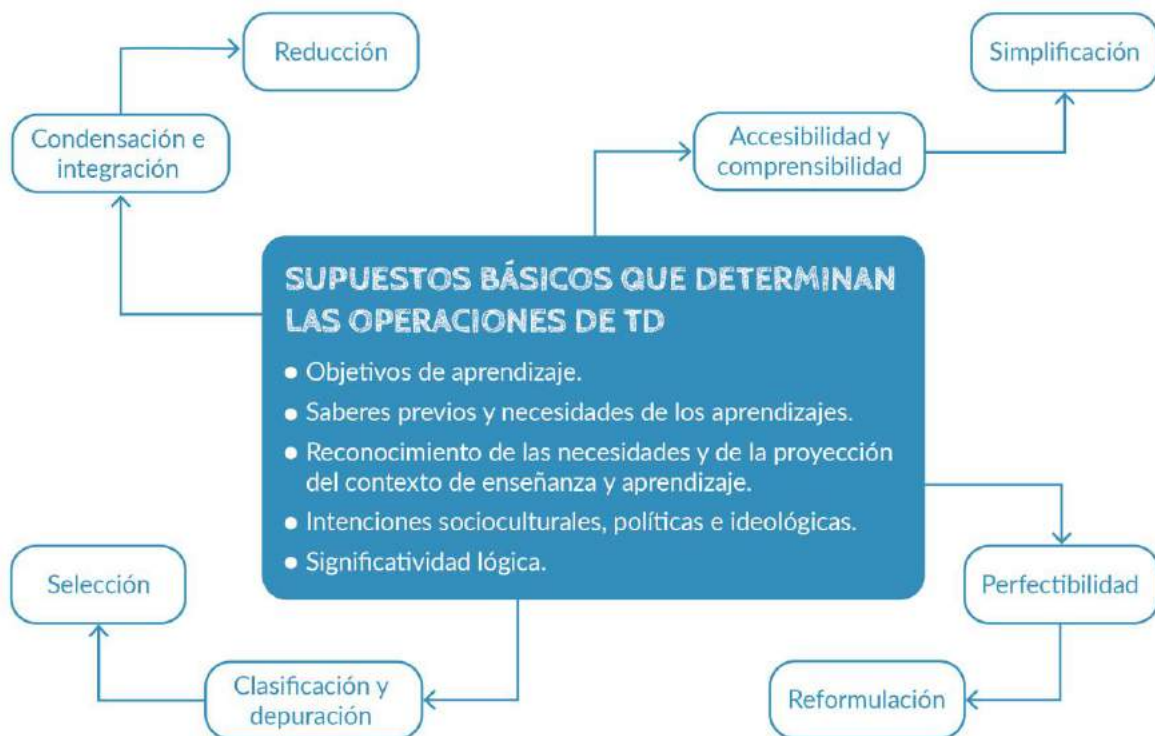 Reducción
Simplificación
Condensación e
integración
Accesibilidad y
comprensibilidad
SUPUESTOS BÁSICOS QUE DETERMINAN
LAS OPERACIONES DE TD
• Objetivos de aprendizaje.
• Saberes previos y necesidades de los aprendizajes.
• Reconocimiento de las necesidades y de la proyección
del contexto de enseñanza y aprendizaje.
• Intenciones socioculturales, políticas e ideológicas.
• Significatividad lógica.
Selección
Perfectibilidad
Clasificación y
depuración
Reformulación